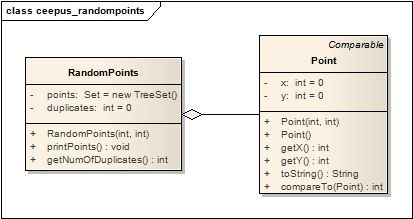 class ceepus_randompoints
RandomPoints
- points: Set = new TreeSet()
- duplicates: int = 0
+ RandomPoints(int, int)
+ printPoints() : void
+ getNumOfDuplicates() : int
Comparable
Point
- x: int = 0
- y: int = 0
+ Point(int, int)
+ Point()
+ getX() : int
+ getY() : int
+ toString() : String
+ compareTo(Point) : int